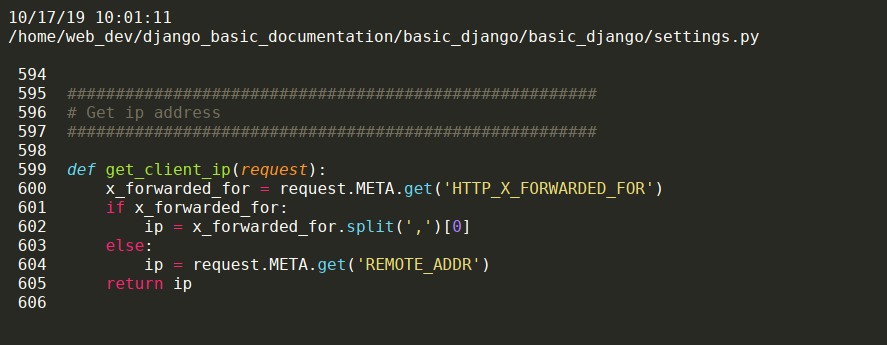 10/17/19 10:01:11
/home/web_dev/django_basic_documentation/basic_django/basic_django/settings.py
594
595 #######################################################
596 # Get ip address
597 #######################################################
598
599 def get_client_ip(request):
600     x_forwarded_for = request.META.get('HTTP_X_FORWARDED_FOR')
601     if x_forwarded_for:
602         ip = x_forwarded_for.split(',')[0]
603     else:
604         ip = request.META.get('REMOTE_ADDR')
605     return ip
606